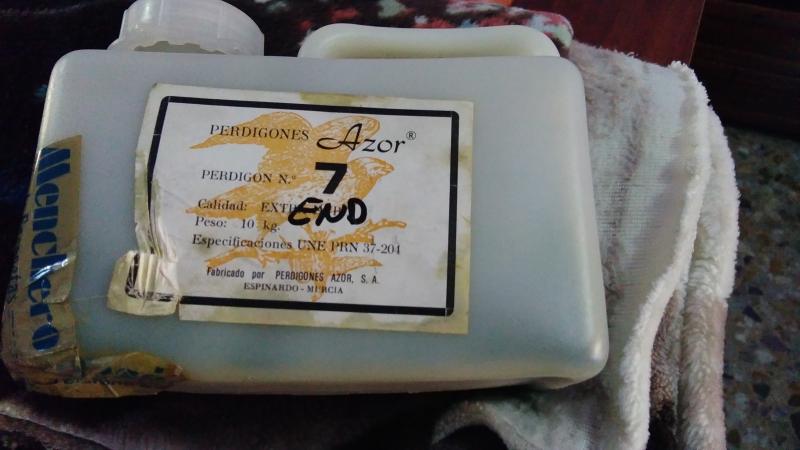 PERDIGONES Azor®
PERDIGON N.º 7
Calidad: EXTRA
END
Peso: 10 kg.
Especificaciones UNE PRN 37-204
Fabricado por PERDIGONES AZOR, S. A.
ESPINARDO - MURCIA
Menchero